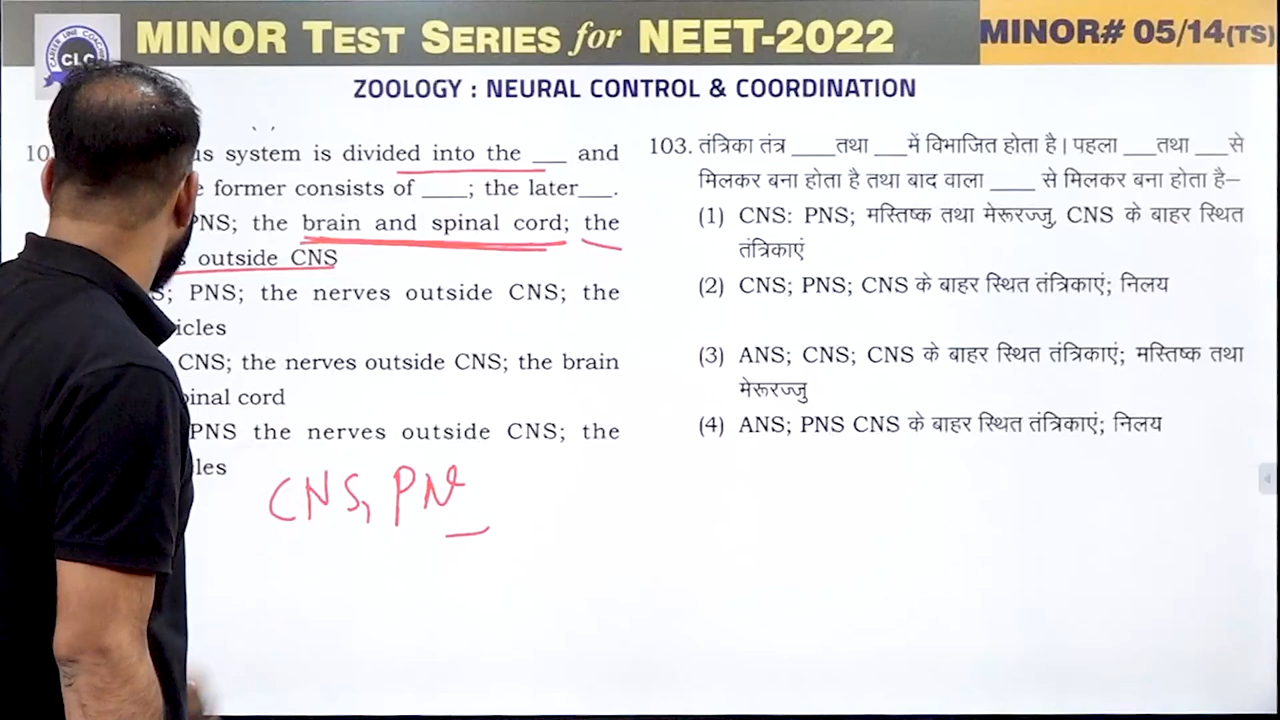 MINOR TEST SERIES for NEET-2022
MINOR# 05/14(TS)
CLC
ZOOLOGY : NEURAL CONTROL & COORDINATION
system is divided into the ___ and
former consists of ____; the later___.
PNS; the brain and spinal cord; the
outside CNS
PNS; the nerves outside CNS; the
CNS; the nerves outside CNS; the brain
cord
PNS the nerves outside CNS; the
CNS, PN
103. तंत्रिका तंत्र ____तथा ___में विभाजित होता है। पहला ___तथा ___से
मिलकर बना होता है तथा बाद वाला ____ से मिलकर बना होता है–
(1) CNS: PNS; मस्तिष्क तथा मेरूरज्जु, CNS के बाहर स्थित
तंत्रिकाएं
(2) CNS; PNS; CNS के बाहर स्थित तंत्रिकाएं; निलय
(3) ANS; CNS; CNS के बाहर स्थित तंत्रिकाएं; मस्तिष्क तथा
मेरूरज्जु
(4) ANS; PNS CNS के बाहर स्थित तंत्रिकाएं; निलय